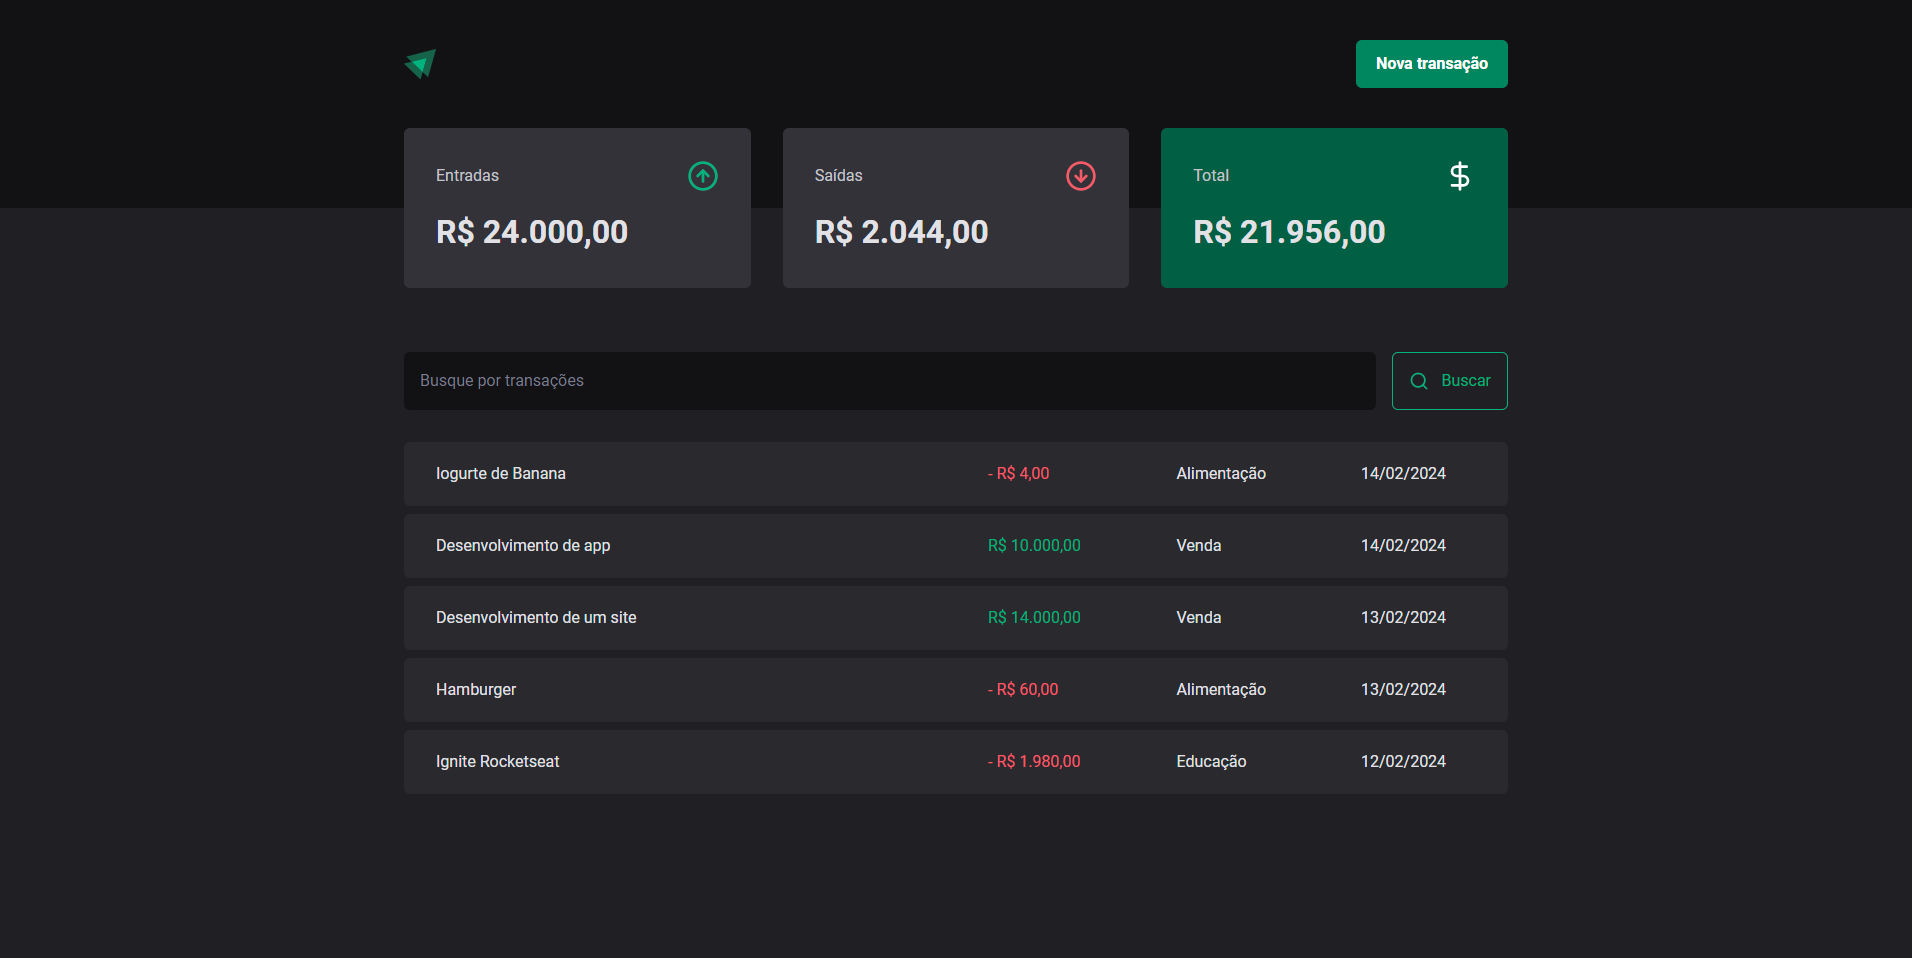 Nova transação
Entradas
R$ 24.000,00
Saídas
R$ 2.044,00
Total
R$ 21.956,00
Busque por transações
Buscar
Iogurte de Banana - R$ 4,00 Alimentação 14/02/2024
Desenvolvimento de app R$ 10.000,00 Venda 14/02/2024
Desenvolvimento de um site R$ 14.000,00 Venda 13/02/2024
Hamburger - R$ 60,00 Alimentação 13/02/2024
Ignite Rocketseat - R$ 1.980,00 Educação 12/02/2024